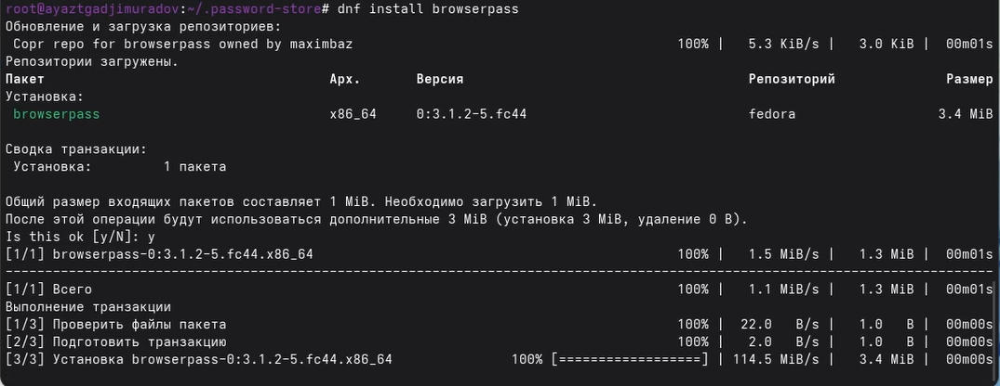 root@ayaztgadjimuradov:~/.password-store# dnf install browserpass
Обновление и загрузка репозиториев:
 Copr repo for browserpass owned by maximbaz 100% | 5.3 KiB/s | 3.0 KiB | 00m01s
Репозитории загружены.
Пакет Арх. Версия Репозиторий Размер
Установка:
 browserpass x86_64 0:3.1.2-5.fc44 fedora 3.4 MiB
Сводка транзакции:
 Установка: 1 пакета
Общий размер входящих пакетов составляет 1 MiB. Необходимо загрузить 1 MiB.
После этой операции будут использоваться дополнительные 3 MiB (установка 3 MiB, удаление 0 B).
Is this ok [y/N]: y
[1/1] browserpass-0:3.1.2-5.fc44.x86_64 100% | 1.5 MiB/s | 1.3 MiB | 00m01s
[1/1] Всего 100% | 1.1 MiB/s | 1.3 MiB | 00m01s
Выполнение транзакции
[1/3] Проверить файлы пакета 100% | 22.0 B/s | 1.0 B | 00m00s
[2/3] Подготовить транзакцию 100% | 2.0 B/s | 1.0 B | 00m00s
[3/3] Установка browserpass-0:3.1.2-5.fc44.x86_64 100% [==================] | 114.5 MiB/s | 3.4 MiB | 00m00s